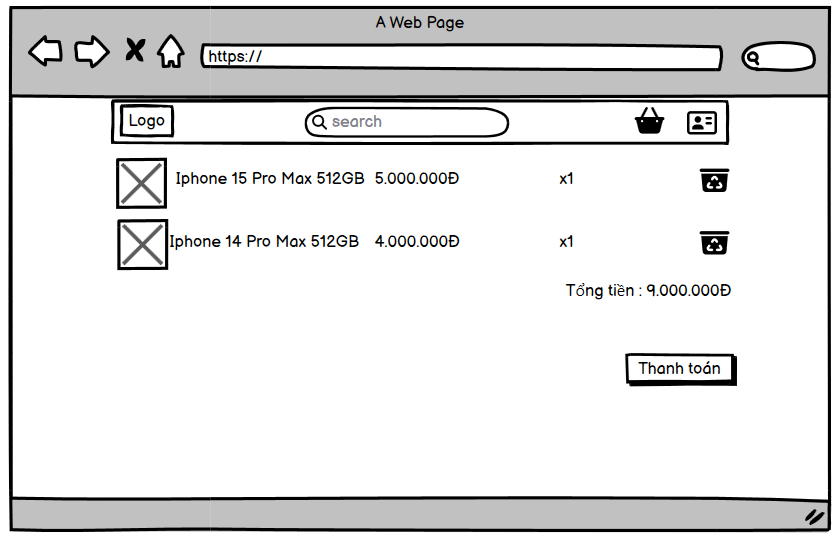 A Web Page
https://
Logo
search
Iphone 15 Pro Max 512GB 5.000.000Đ x1
Iphone 14 Pro Max 512GB 4.000.000Đ x1
Tổng tiền : 9.000.000Đ
Thanh toán